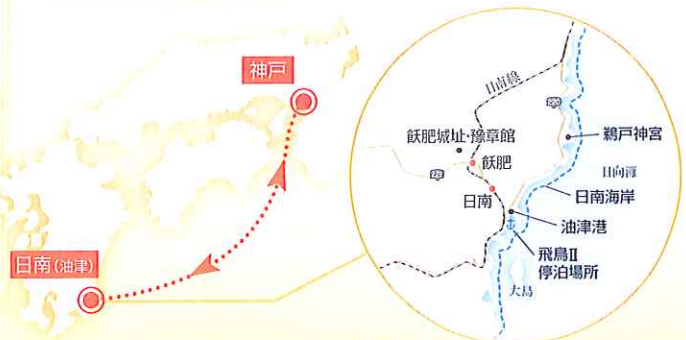 神戸
日南(油津)
日南線
220
飫肥城址・豫章館
鵜戸神宮
飫肥
222
日向灘
日南海岸
日南
油津港
飛鳥Ⅱ
停泊場所
大島